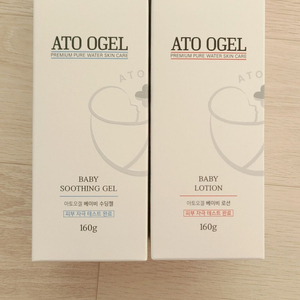 ATO OGEL
PREMIUM PURE WATER SKIN CARE
BABY
SOOTHING GEL
아토오겔 베이비 수딩젤
피부 자극 테스트 완료
160g
ATO OGEL
PREMIUM PURE WATER SKIN CARE
ATO
BABY
LOTION
아토오겔 베이비 로션
피부 자극 테스트 완료
160g